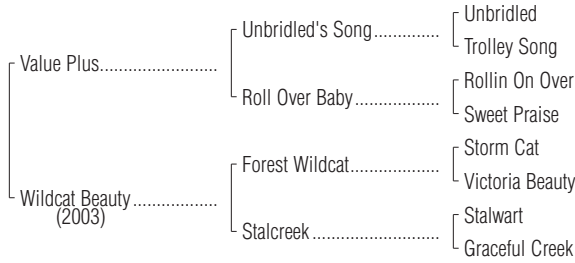 Unbridled
Unbridled's Song..............
Trolley Song
Value Plus.........................
Rollin On Over
Roll Over Baby..................
Sweet Praise
Storm Cat
Forest Wildcat...................
Victoria Beauty
Wildcat Beauty..................
(2003)
Stalwart
Stalcreek...........................
Graceful Creek